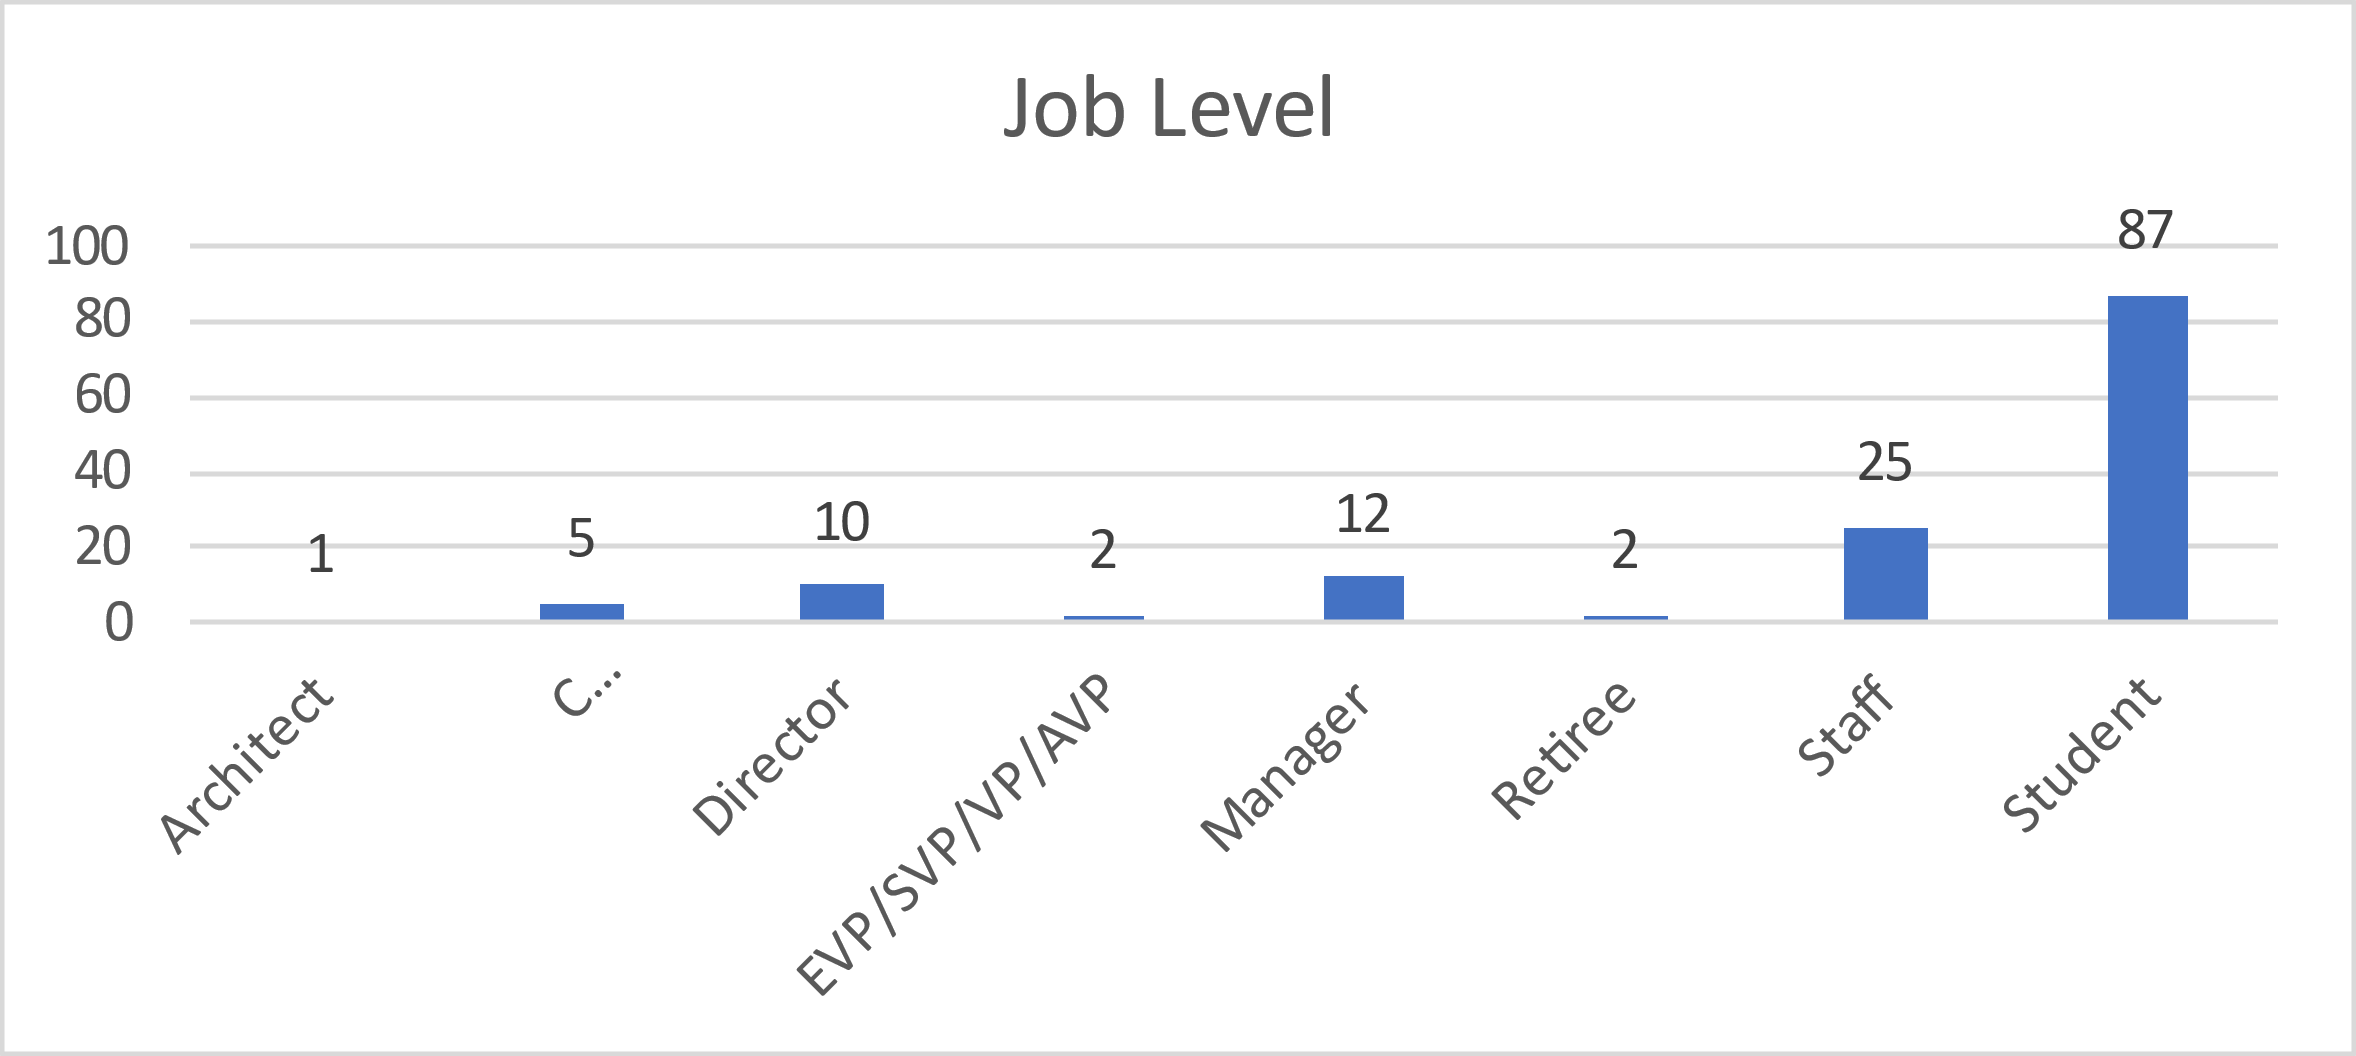 Job Level
100
80
60
40
20
0
1
5
10
2
12
2
25
87
Architect
C...
Director
EVP/SVP/VP/AVP
Manager
Retiree
Staff
Student